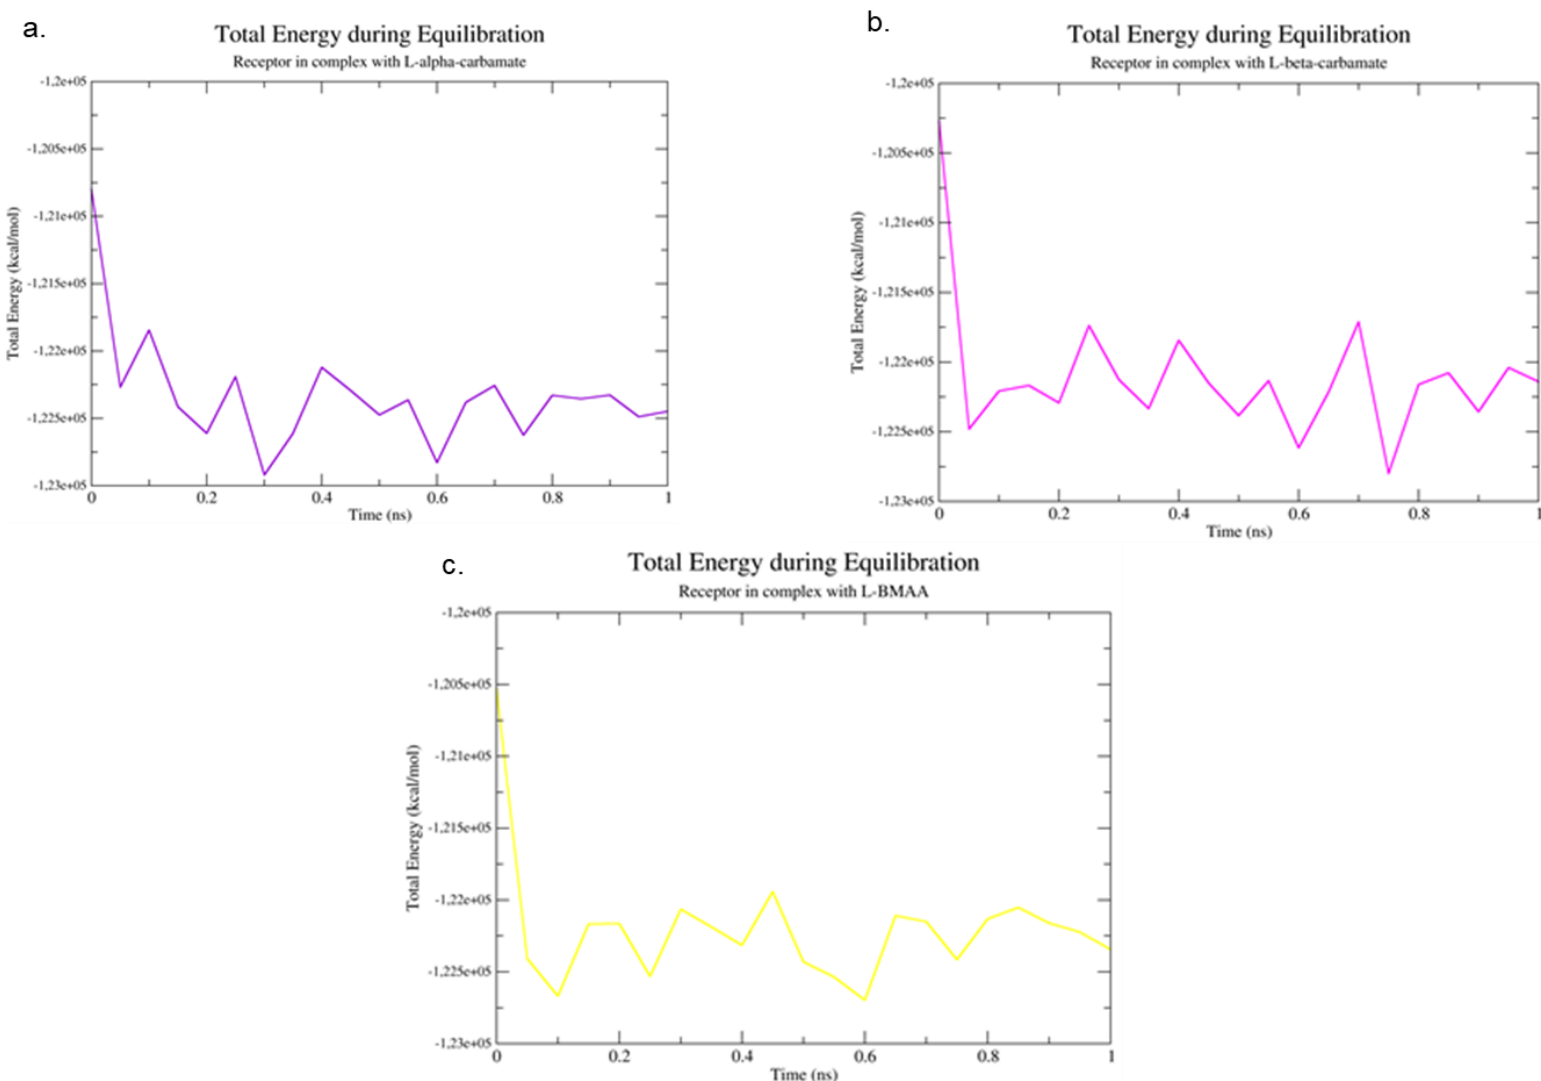 a.
Total Energy during Equilibration
Receptor in complex with L-alpha-carbamate
-1,2e+05
-1,205e+05
-1,21e+05
-1,215e+05
-1,22e+05
-1,225e+05
-1,23e+05
Total Energy (kcal/mol)
0 0.2 0.4 0.6 0.8 1
Time (ns)
b.
Total Energy during Equilibration
Receptor in complex with L-beta-carbamate
-1,2e+05
-1,205e+05
-1,21e+05
-1,215e+05
-1,22e+05
-1,225e+05
-1,23e+05
Total Energy (kcal/mol)
0 0.2 0.4 0.6 0.8 1
Time (ns)
c.
Total Energy during Equilibration
Receptor in complex with L-BMAA
-1,2e+05
-1,205e+05
-1,21e+05
-1,215e+05
-1,22e+05
-1,225e+05
-1,23e+05
Total Energy (kcal/mol)
0 0.2 0.4 0.6 0.8 1
Time (ns)